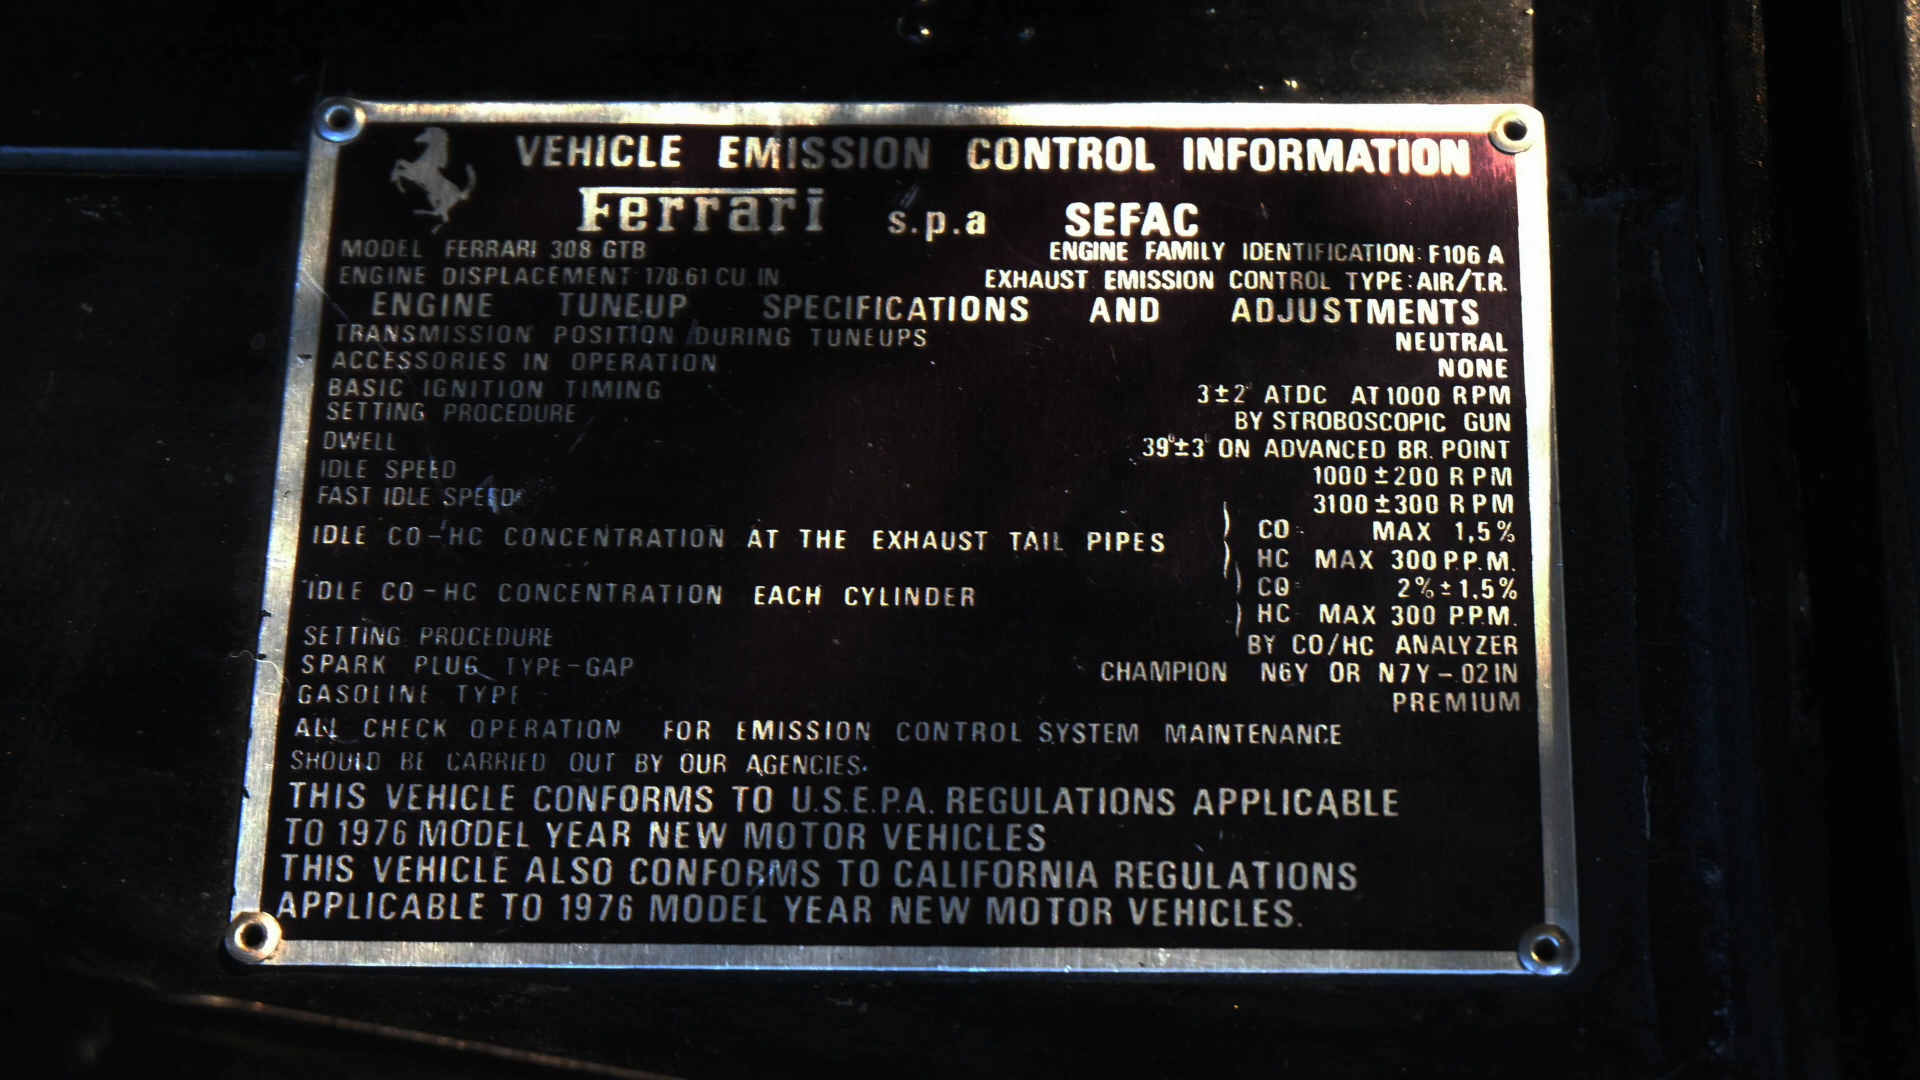 VEHICLE EMISSION CONTROL INFORMATION
Ferrari s.p.a SEFAC
MODEL FERRARI 308 GTB ENGINE FAMILY IDENTIFICATION: F106 A
ENGINE DISPLACEMENT: 178.61 CU. IN. EXHAUST EMISSION CONTROL TYPE: AIR/T.R.
ENGINE TUNEUP SPECIFICATIONS AND ADJUSTMENTS
TRANSMISSION POSITION DURING TUNEUPS NEUTRAL
ACCESSORIES IN OPERATION NONE
BASIC IGNITION TIMING 3°±2° ATDC AT 1000 RPM
SETTING PROCEDURE BY STROBOSCOPIC GUN
DWELL 39°±3° ON ADVANCED BR. POINT
IDLE SPEED 1000 ±200 RPM
FAST IDLE SPEED 3100 ±300 RPM
IDLE CO-HC CONCENTRATION AT THE EXHAUST TAIL PIPES } CO MAX 1,5%
} HC MAX 300 P.P.M.
IDLE CO-HC CONCENTRATION EACH CYLINDER } CO 2%±1.5%
} HC MAX 300 P.P.M.
SETTING PROCEDURE BY CO/HC ANALYZER
SPARK PLUG TYPE-GAP CHAMPION N6Y OR N7Y-.02 IN
GASOLINE TYPE PREMIUM
ALL CHECK OPERATION FOR EMISSION CONTROL SYSTEM MAINTENANCE
SHOULD BE CARRIED OUT BY OUR AGENCIES.
THIS VEHICLE CONFORMS TO U.S.E.P.A. REGULATIONS APPLICABLE
TO 1976 MODEL YEAR NEW MOTOR VEHICLES
THIS VEHICLE ALSO CONFORMS TO CALIFORNIA REGULATIONS
APPLICABLE TO 1976 MODEL YEAR NEW MOTOR VEHICLES.